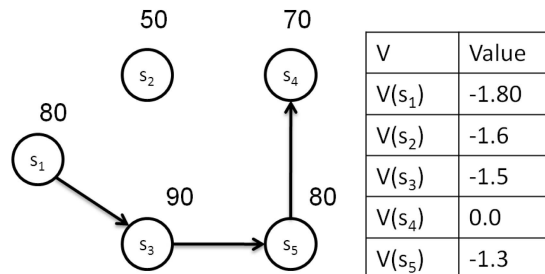 50
s2
70
s4
80
s1
90
s3
80
s5
V Value
V(s1) -1.80
V(s2) -1.6
V(s3) -1.5
V(s4) 0.0
V(s5) -1.3